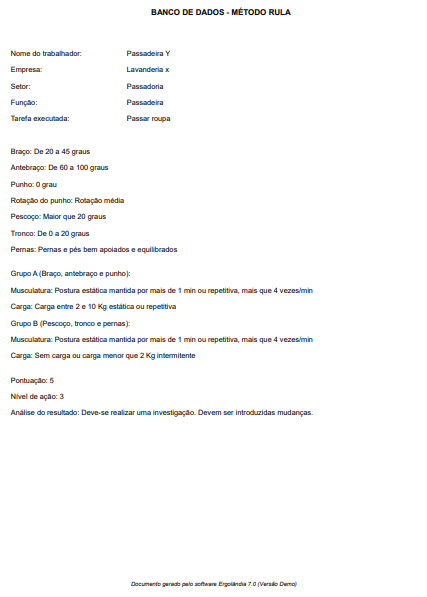 BANCO DE DADOS - MÉTODO RULA
Nome do trabalhador: Passadeira Y
Empresa: Lavanderia x
Setor: Passadoria
Função: Passadeira
Tarefa executada: Passar roupa
Braço: De 20 a 45 graus
Antebraço: De 60 a 100 graus
Punho: 0 grau
Rotação do punho: Rotação média
Pescoço: Maior que 20 graus
Tronco: De 0 a 20 graus
Pernas: Pernas e pés bem apoiados e equilibrados
Grupo A (Braço, antebraço e punho):
Musculatura: Postura estática mantida por mais de 1 min ou repetitiva, mais que 4 vezes/min
Carga: Carga entre 2 e 10 Kg estática ou repetitiva
Grupo B (Pescoço, tronco e pernas):
Musculatura: Postura estática mantida por mais de 1 min ou repetitiva, mais que 4 vezes/min
Carga: Sem carga ou carga menor que 2 Kg intermitente
Pontuação: 5
Nível de ação: 3
Análise do resultado: Deve-se realizar uma investigação. Devem ser introduzidas mudanças.
Documento gerado pelo software Ergolândia 7.0 (Versão Demo)